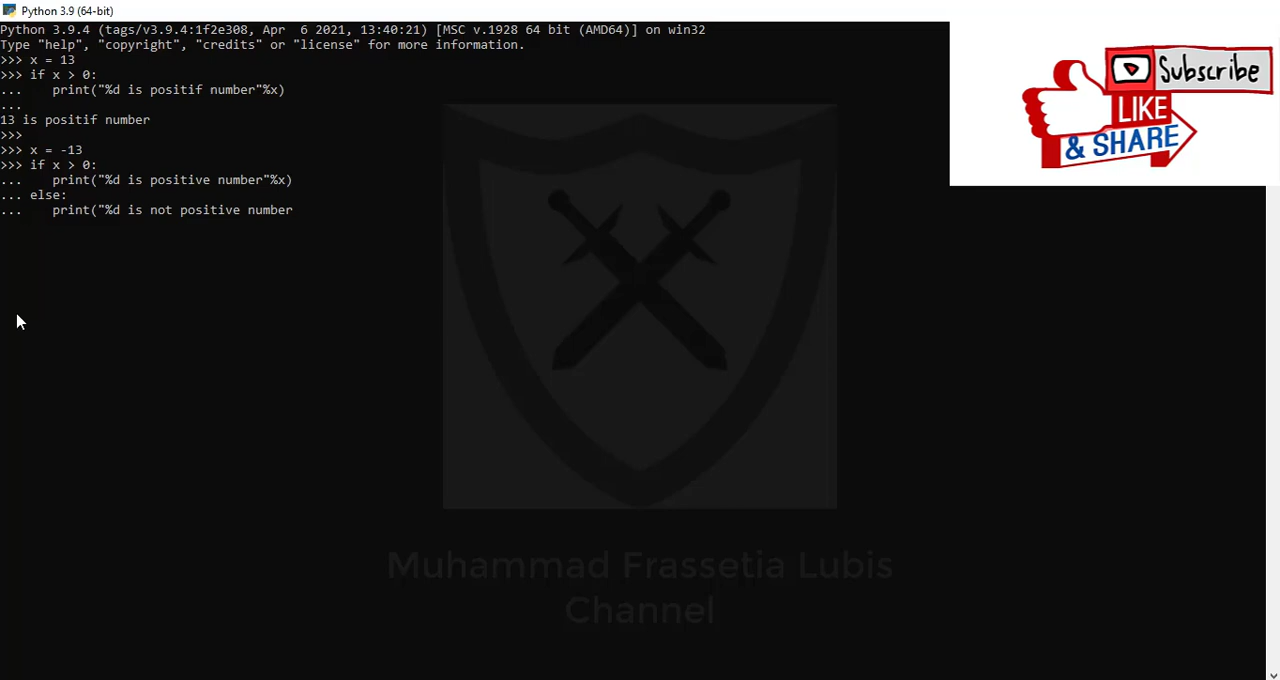 Python 3.9 (64-bit)
Python 3.9.4 (tags/v3.9.4:1f2e308, Apr  6 2021, 13:40:21) [MSC v.1928 64 bit (AMD64)] on win32
Type "help", "copyright", "credits" or "license" for more information.
>>> x = 13
>>> if x > 0:
...    print("%d is positif number"%x)
...
13 is positif number
>>>
>>> x = -13
>>> if x > 0:
...    print("%d is positive number"%x)
... else:
...    print("%d is not positive number
Subscribe
LIKE
& SHARE
Muhammad Frassetia Lubis
Channel